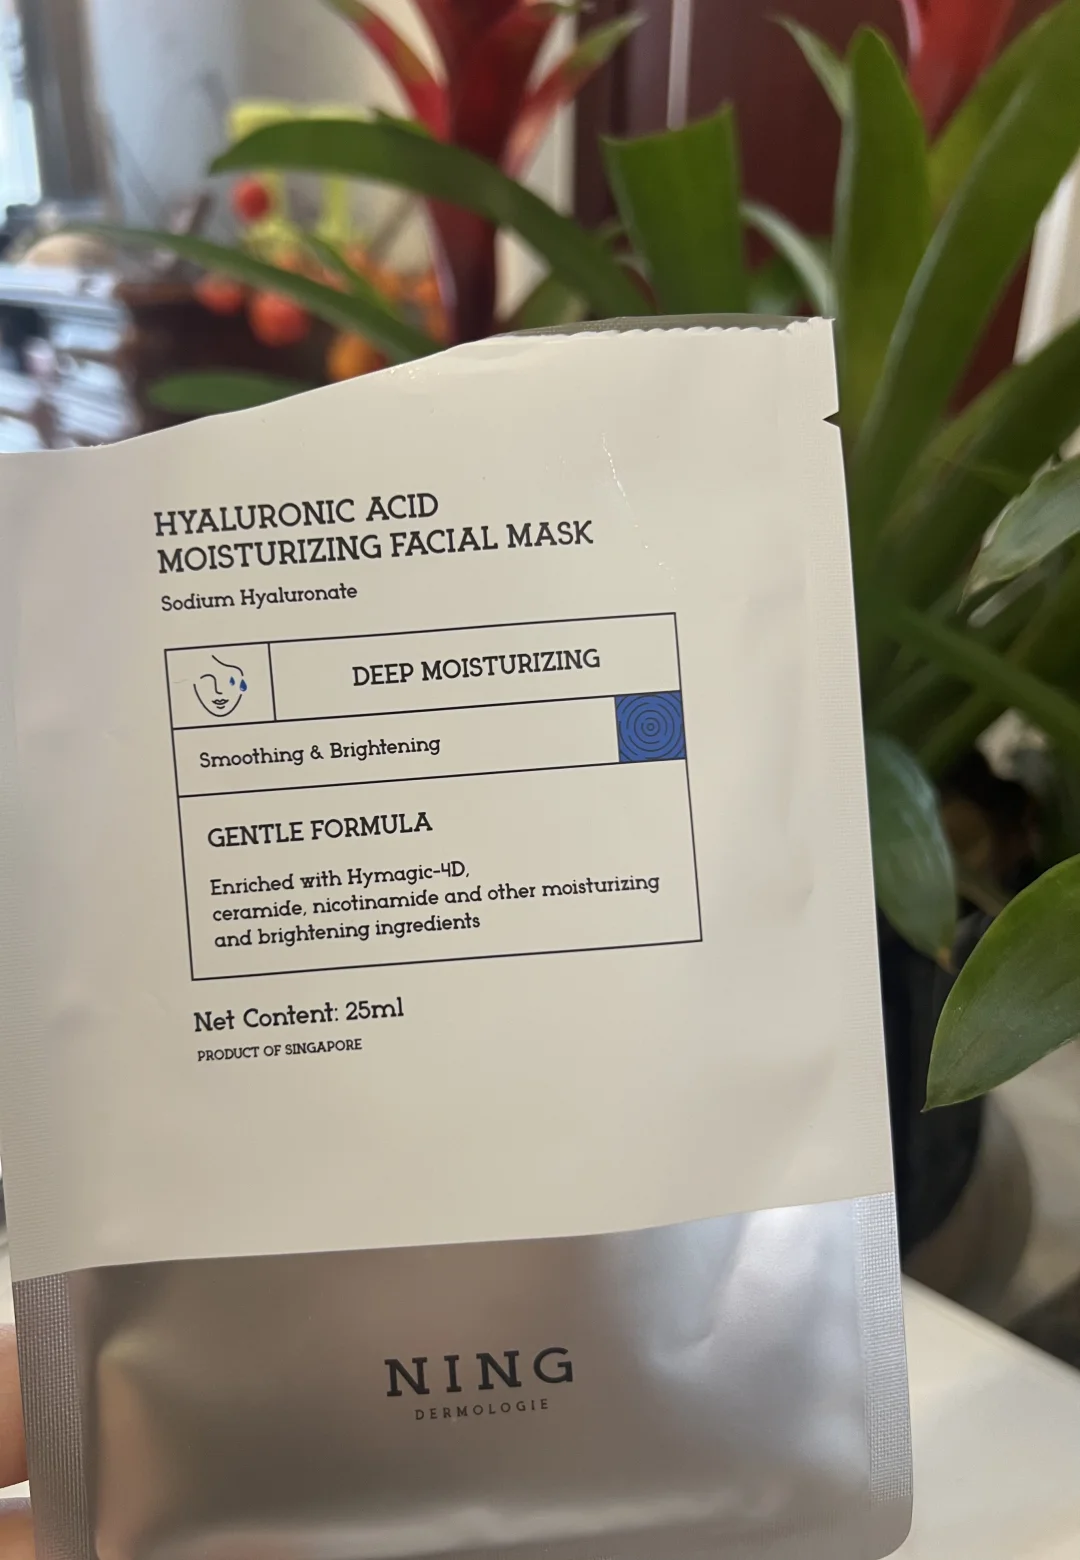 HYALURONIC ACID
MOISTURIZING FACIAL MASK
Sodium Hyaluronate
DEEP MOISTURIZING
Smoothing & Brightening
GENTLE FORMULA
Enriched with Hymagic-4D,
ceramide, nicotinamide and other moisturizing
and brightening ingredients
Net Content: 25ml
PRODUCT OF SINGAPORE
NING
DERMOLOGIE